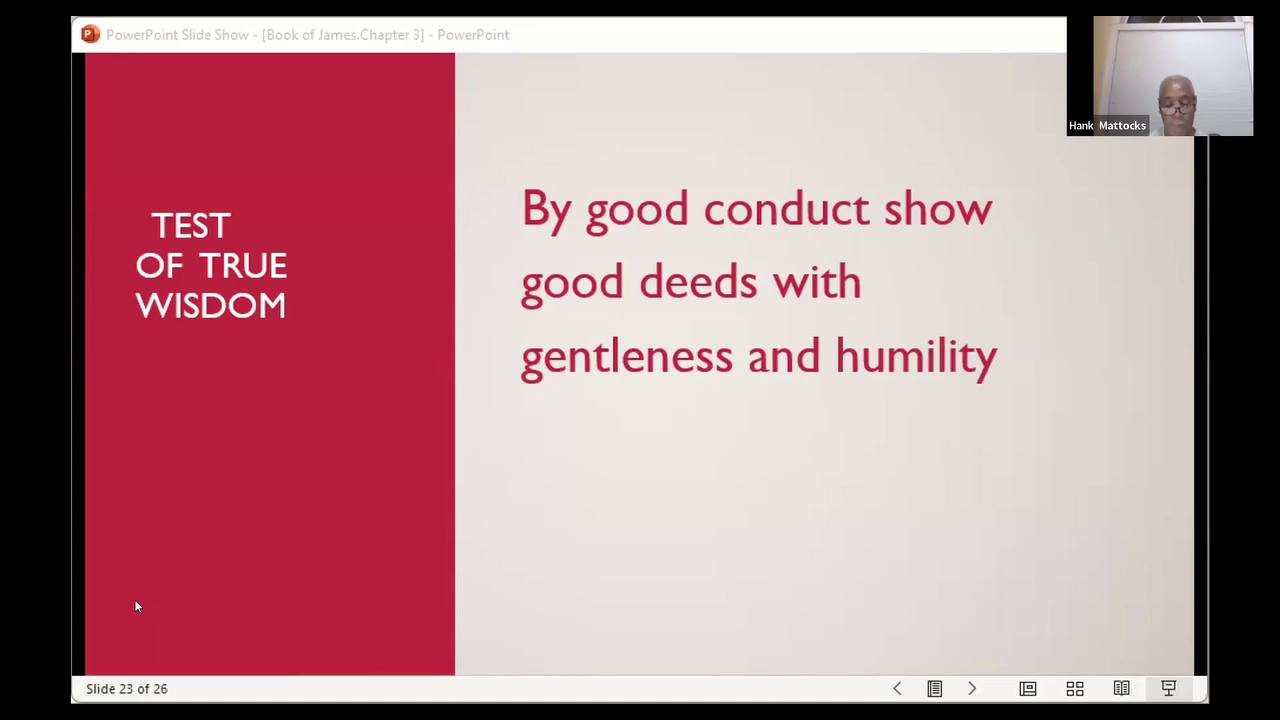 PowerPoint Slide Show - [Book of James.Chapter 3] - PowerPoint
Hank Mattocks
TEST
OF TRUE
WISDOM
By good conduct show
good deeds with
gentleness and humility
Slide 23 of 26